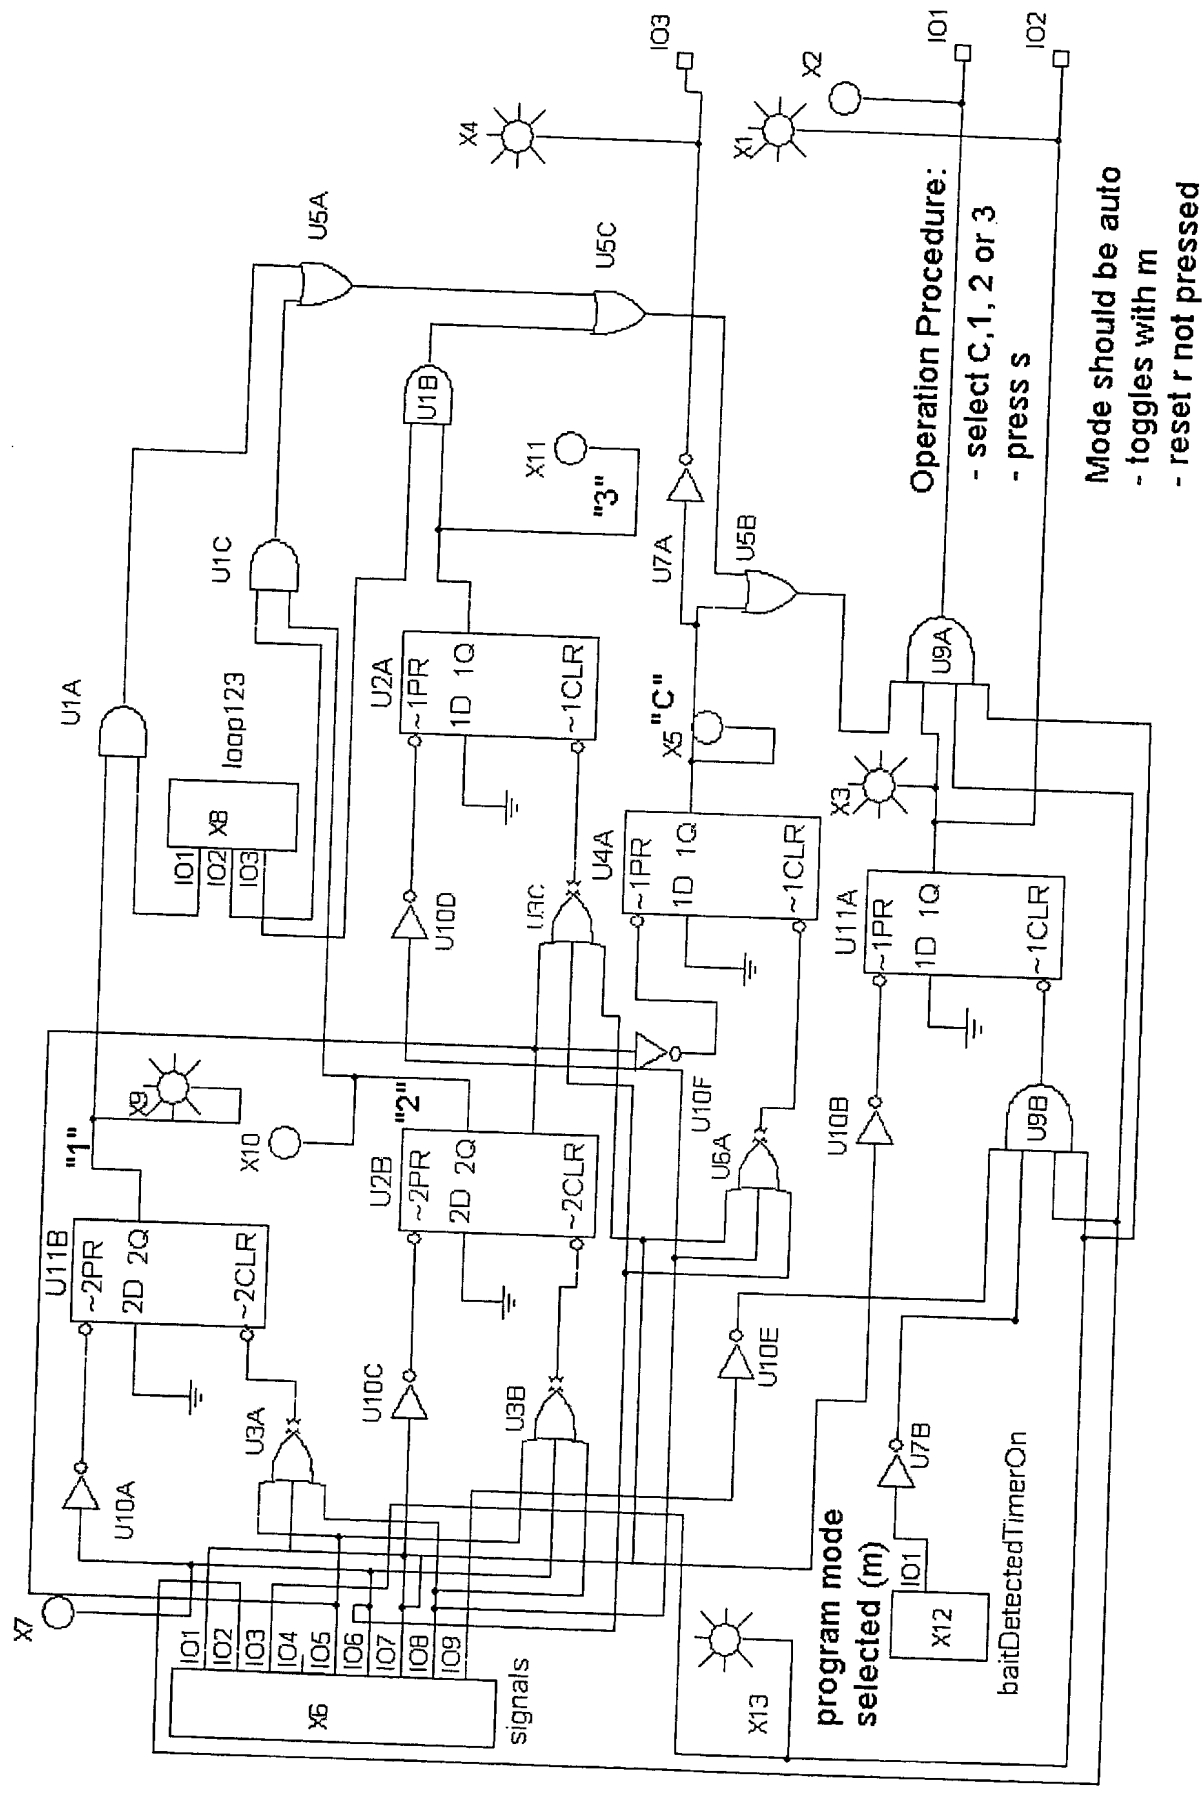 IO3
IO1
IO2
X4
X2
X1
U5A
U5C
U1B
X11
"3"
U1C
U7A
U5B
Operation Procedure:
- select C,1, 2 or 3
- press s
Mode should be auto
- toggles with m
- reset r not pressed
U1A
loop123
X8
IO1
IO2
IO3
U2A
~1PR
1D 1Q
~1CLR
X5
"C"
U9A
X3
U10D
U3C
U4A
~1PR
1D 1Q
~1CLR
U11A
~1PR
1D 1Q
~1CLR
"1"
X9
X10
"2"
U10F
U6A
U10B
U9B
U11B
~2PR
2D 2Q
~2CLR
U2B
~2PR
2D 2Q
~2CLR
U10A
U3A
U10C
U3B
U10E
U7B
X7
IO1
IO2
IO3
IO4
IO5
IO6
IO7
IO8
IO9
X6
signals
X13
program mode
selected (m)
IO1
X12
baitDetectedTimerOn